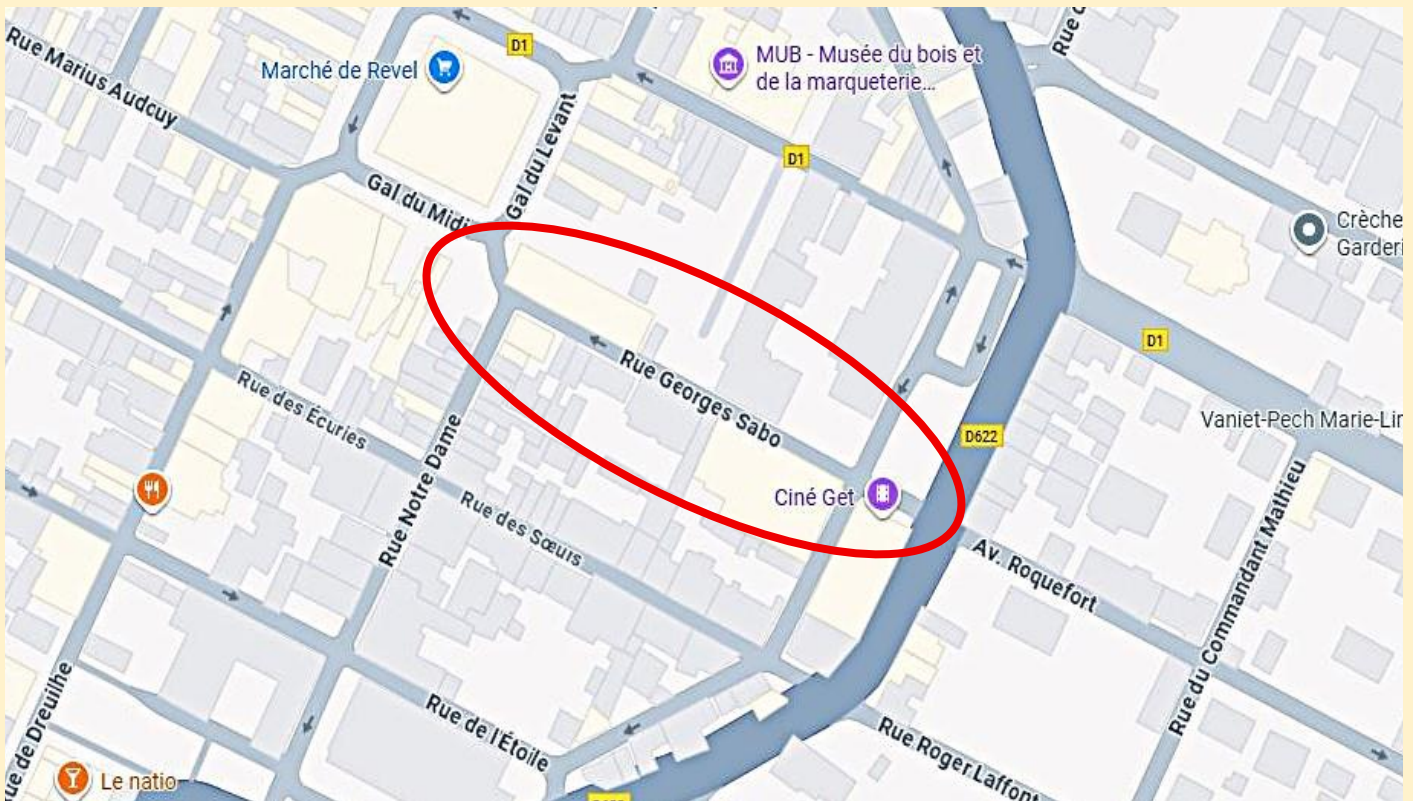 Rue Marius Audcuy
Marché de Revel
D1
MUB - Musée du bois et
de la marqueterie...
D1
Gal du Levant
Gal du Midi
Crèche
Garderi
D1
Rue Georges Sabo
Rue des Écuries
Vaniet-Pech Marie-Lin
D622
Ciné Get
Rue Notre Dame
Rue des Sœurs
Av. Roquefort
Rue du Commandant Mathieu
Rue de Dreuilhe
Rue de l'Étoile
Rue Roger Laffont
Le natio